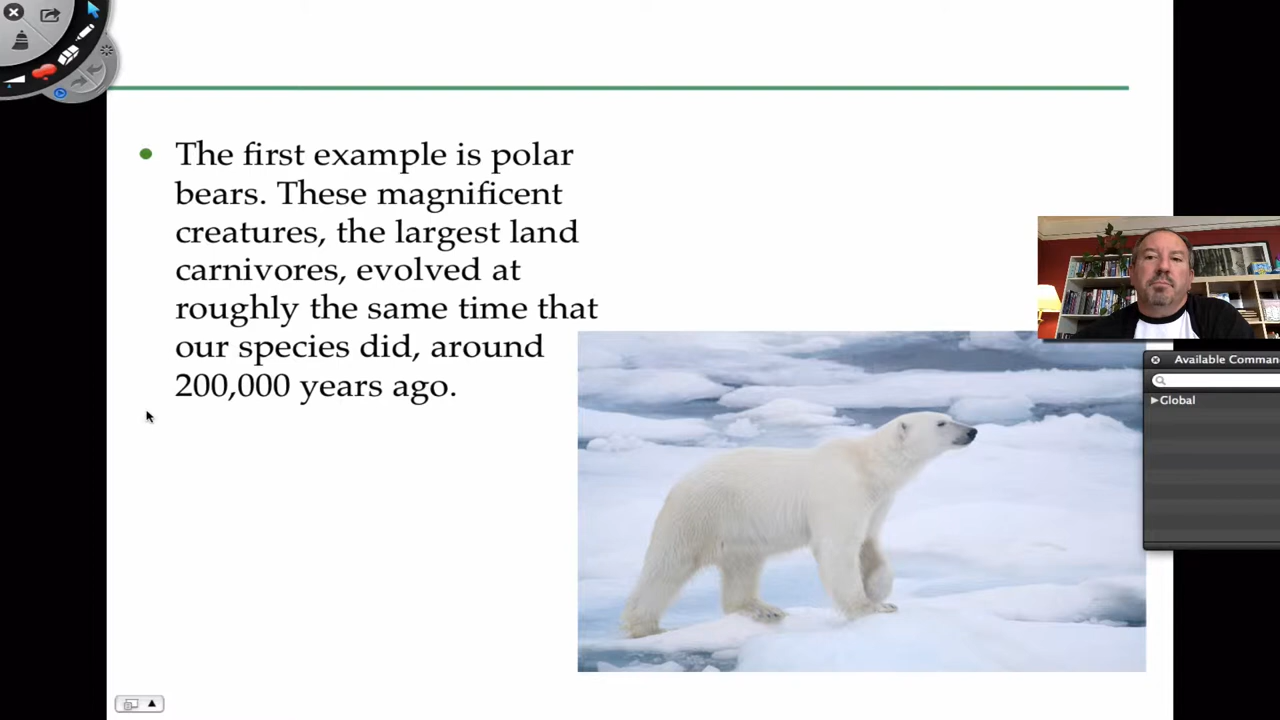 The first example is polar
bears. These magnificent
creatures, the largest land
carnivores, evolved at
roughly the same time that
our species did, around
200,000 years ago.
Available Comman
Global